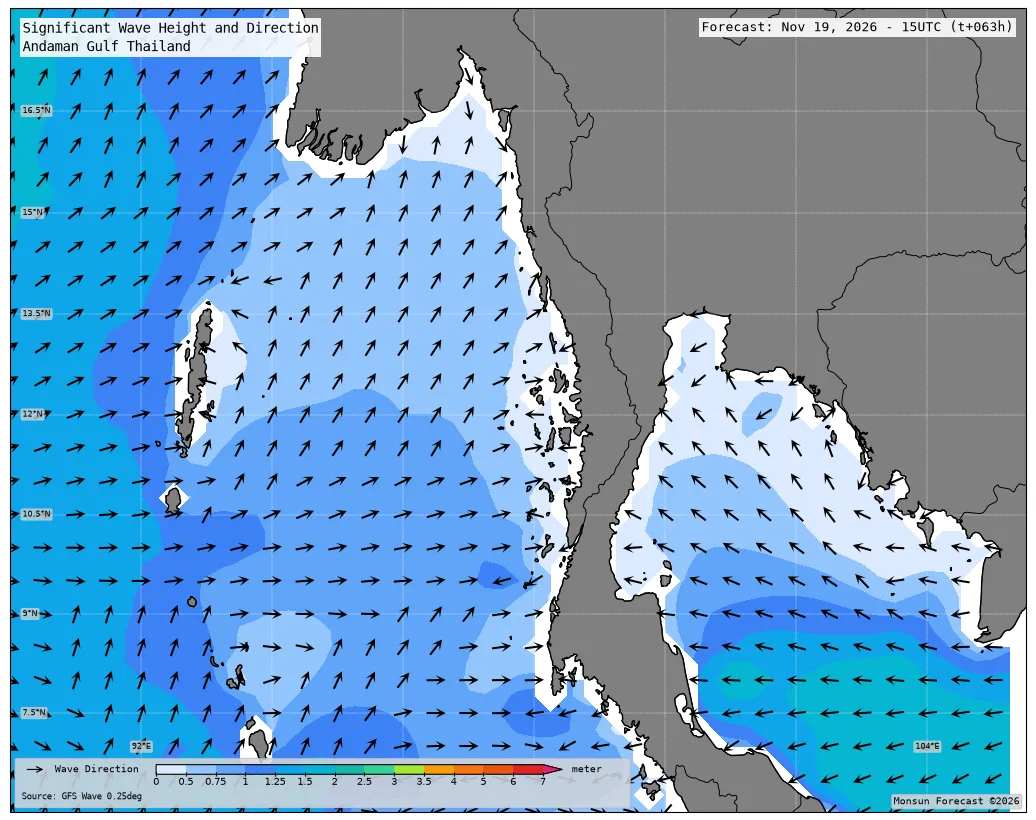 Significant Wave Height and Direction
Andaman Gulf Thailand
Forecast: Nov 19, 2026 - 15UTC (t+063h)
16.5°N
15°N
13.5°N
12°N
10.5°N
9°N
7.5°N
92°E
104°E
Wave Direction
0 0.5 0.75 1 1.25 1.5 2 2.5 3 3.5 4 5 6 7
meter
Source: GFS Wave 0.25deg
Monsun Forecast ©2026